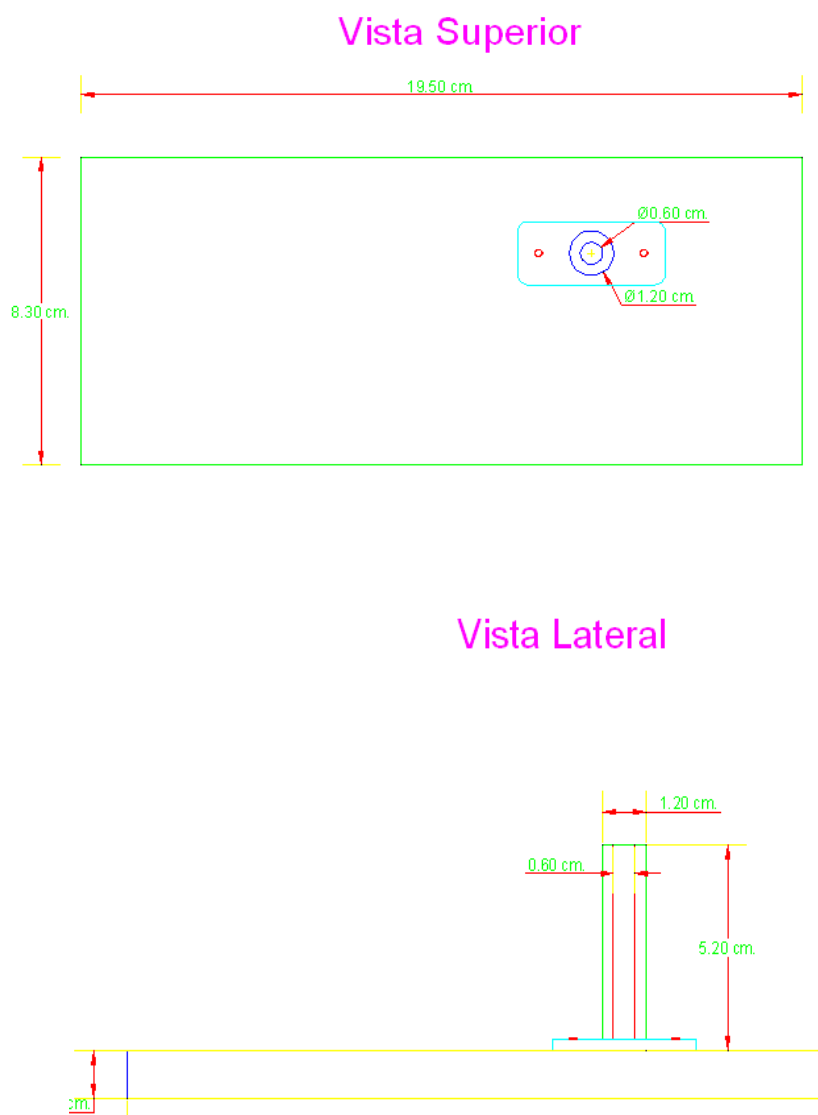 Vista Superior
19.50 cm.
Ø0.60 cm.
Ø1.20 cm.
8.30 cm.
Vista Lateral
1.20 cm.
0.60 cm.
5.20 cm.
cm.